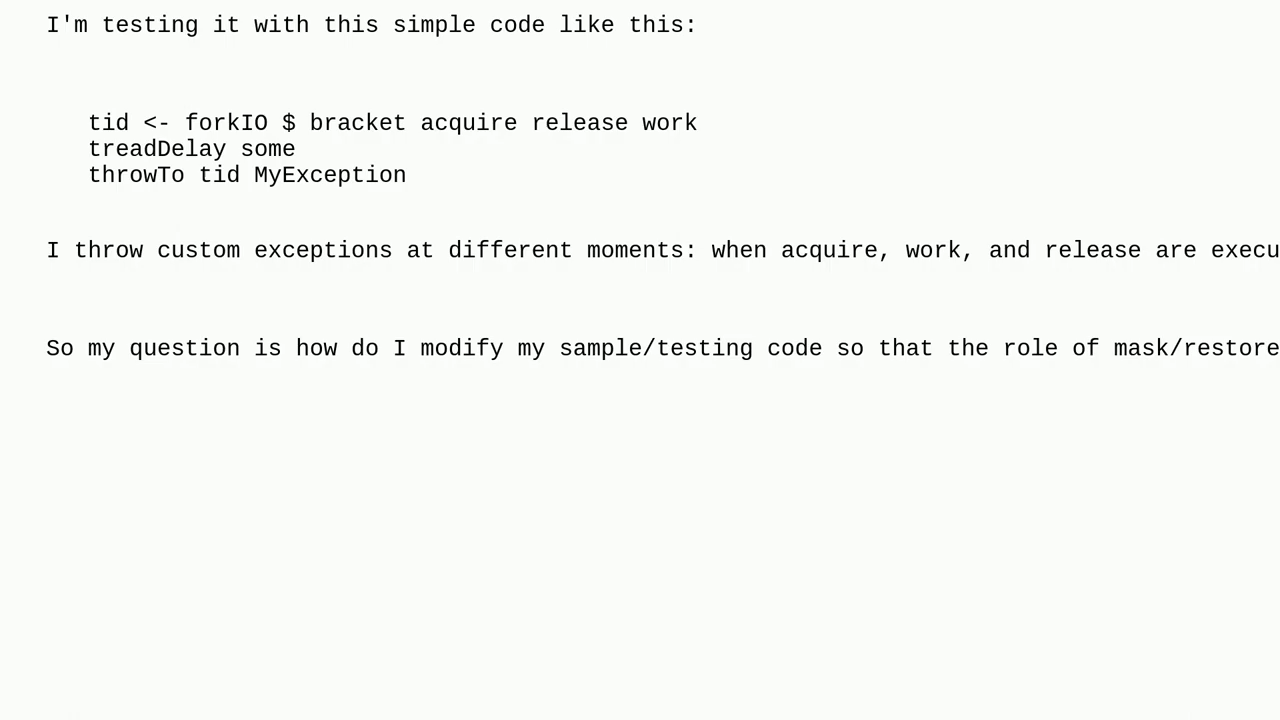 I'm testing it with this simple code like this:
tid <- forkIO $ bracket acquire release work
treadDelay some
throwTo tid MyException
I throw custom exceptions at different moments: when acquire, work, and release are execu
So my question is how do I modify my sample/testing code so that the role of mask/restore